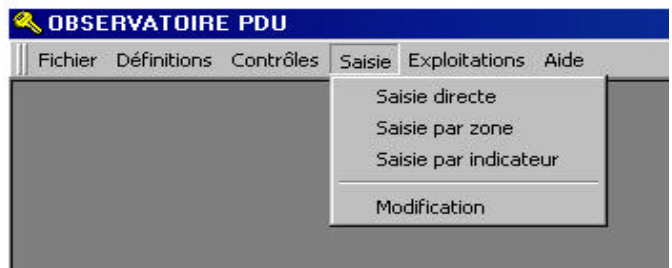 OBSERVATOIRE PDU
Fichier Définitions Contrôles Saisie Exploitations Aide
Saisie directe
Saisie par zone
Saisie par indicateur
Modification